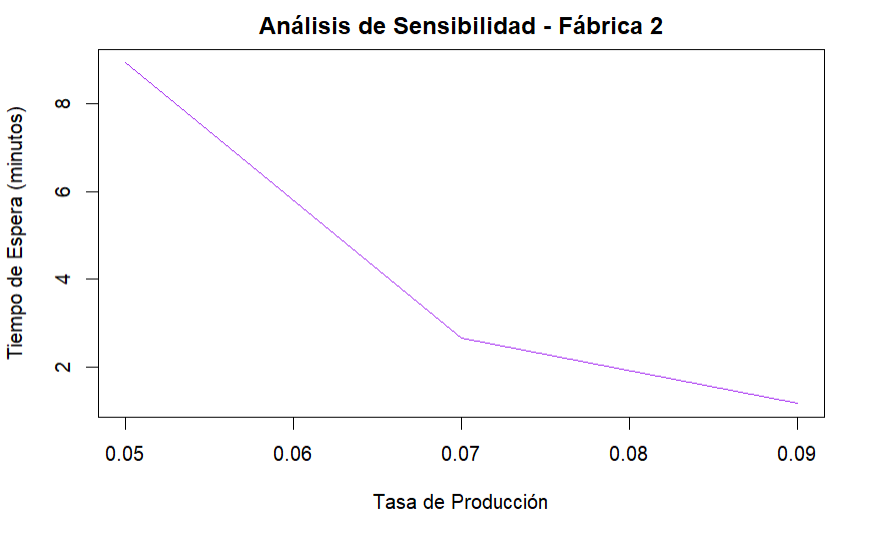 Análisis de Sensibilidad - Fábrica 2
Tiempo de Espera (minutos)
8
6
4
2
0.05 0.06 0.07 0.08 0.09
Tasa de Producción